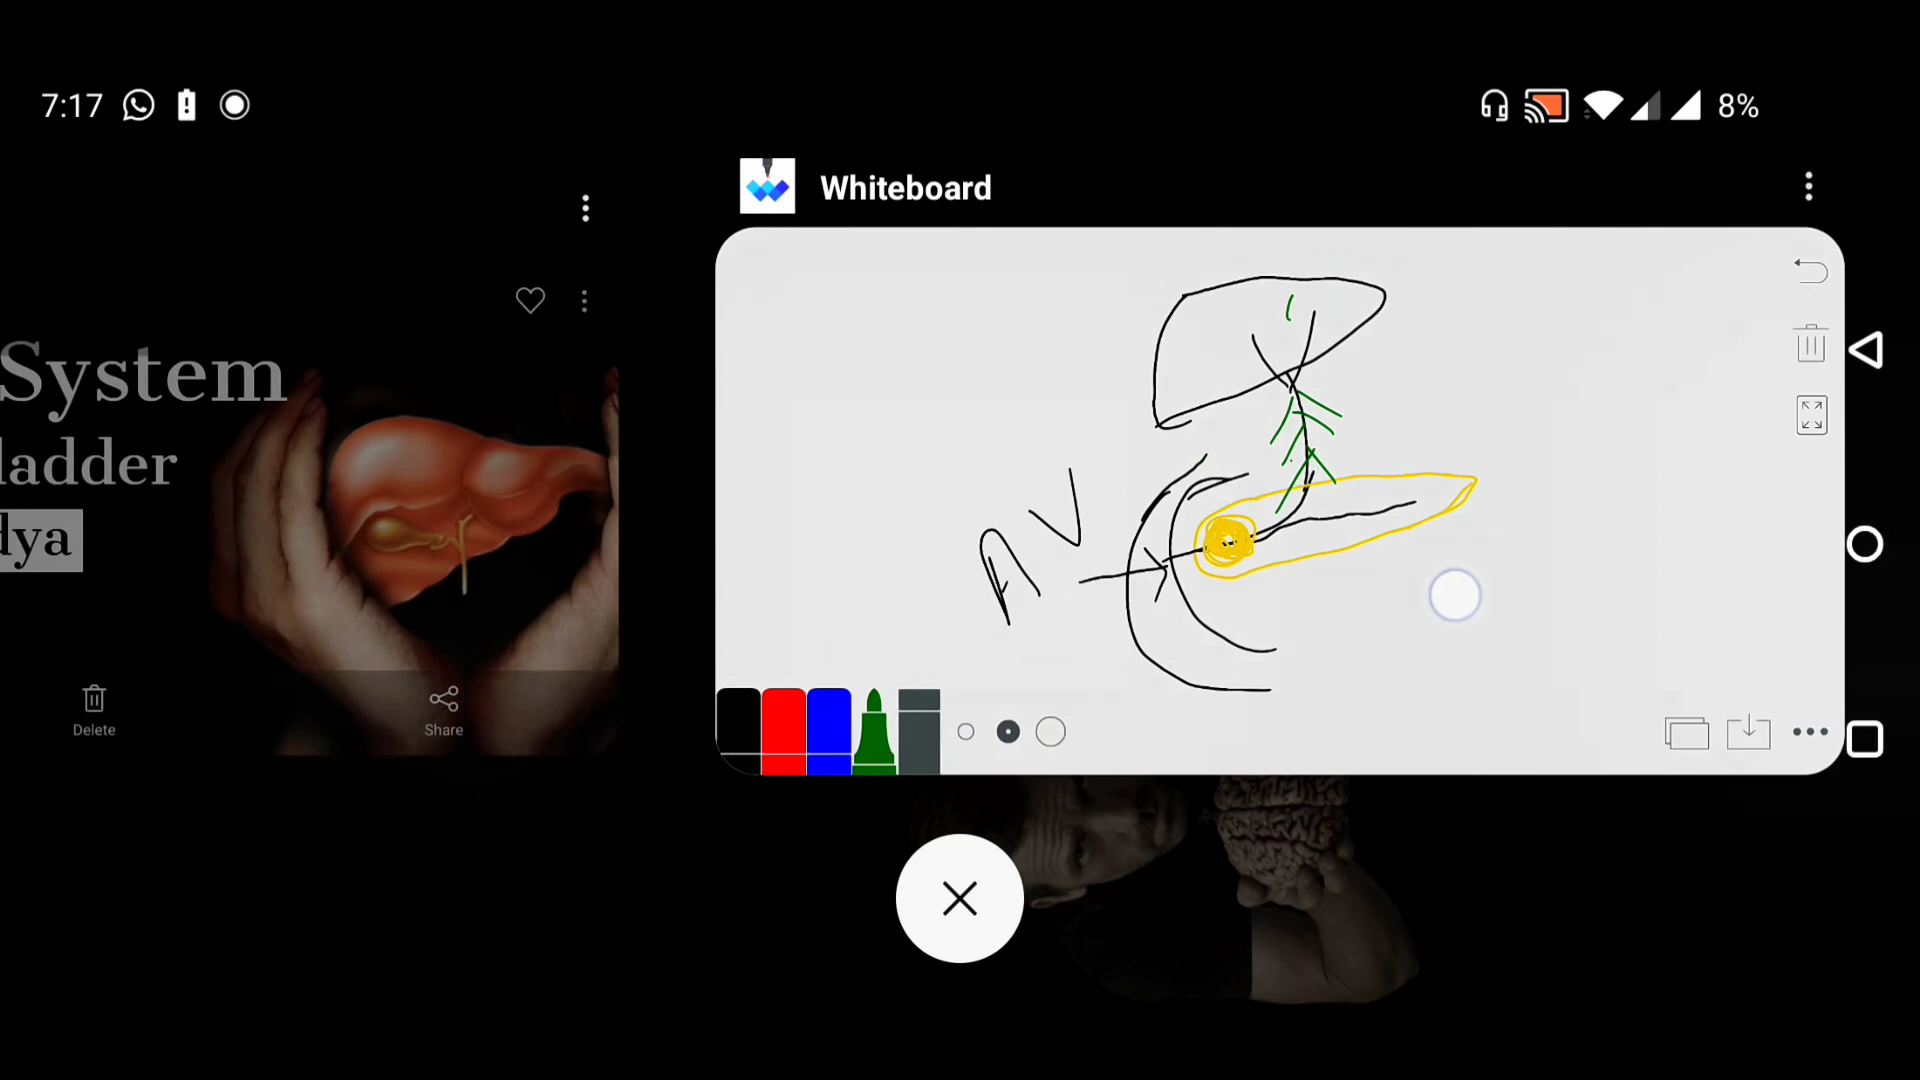 7:17
8%
Whiteboard
System
ladder
dya
AV
Delete
Share